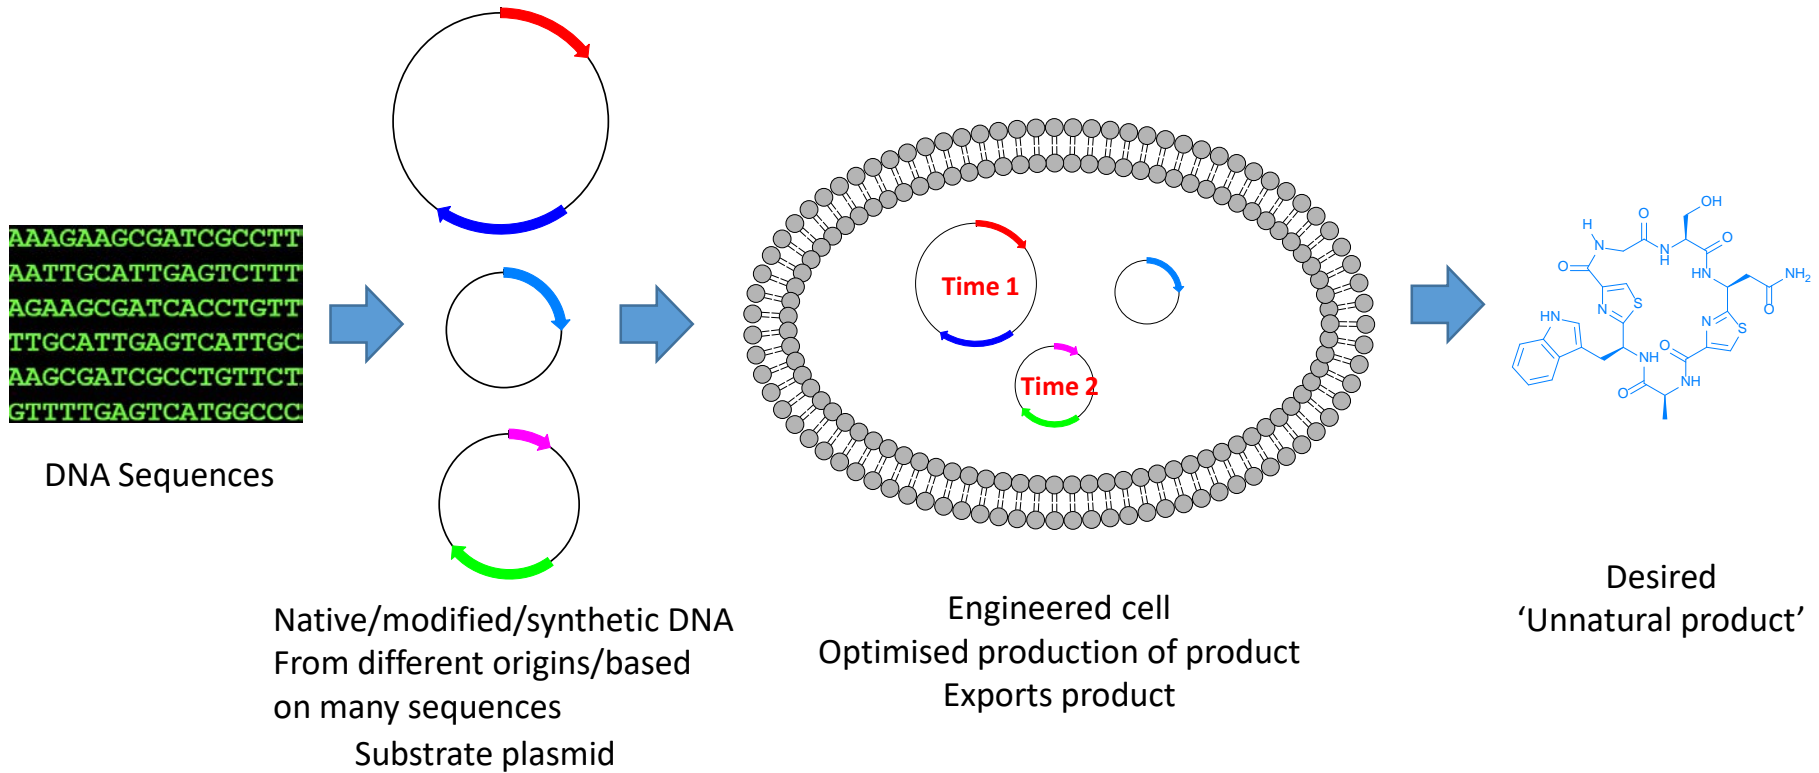 AAAGAAGCGATCGCCTT
AATTGCATTGAGTCTTT
AGAAGCGATCACCTGTT
TTGCATTGAGTCATTGC
AAGCGATCGCCTGTTCT
GTTTTGAGTCATGGCCC
DNA Sequences
Native/modified/synthetic DNA
From different origins/based
on many sequences
Substrate plasmid
Time 1
Time 2
Engineered cell
Optimised production of product
Exports product
OH
O
H
N
O
NH
O
O
HN
NH₂
O
N
S
N
S
HN
O
NH
O
NH
Desired
‘Unnatural product’